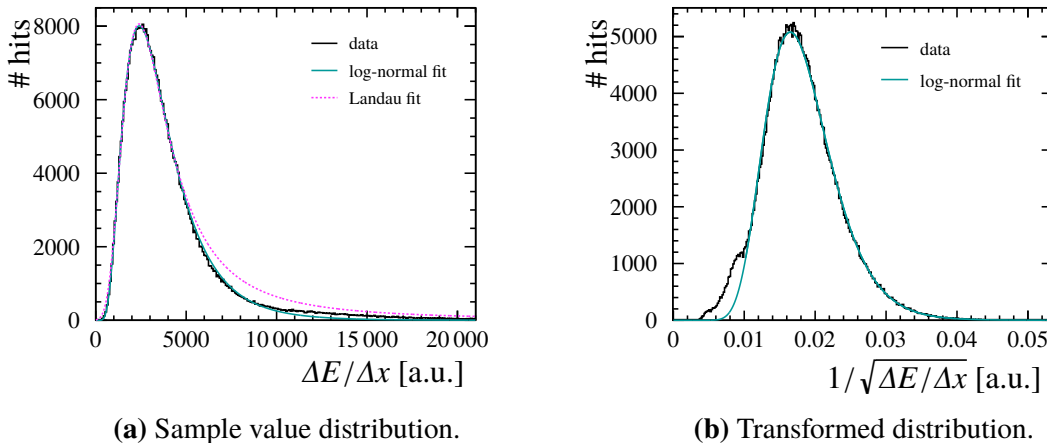 # hits
8000
6000
4000
2000
0
data
log-normal fit
Landau fit
0 5000 10 000 15 000 20 000
ΔE/Δx [a.u.]
(a) Sample value distribution.
# hits
5000
4000
3000
2000
1000
0
data
log-normal fit
0 0.01 0.02 0.03 0.04 0.05
1/√ΔE/Δx [a.u.]
(b) Transformed distribution.